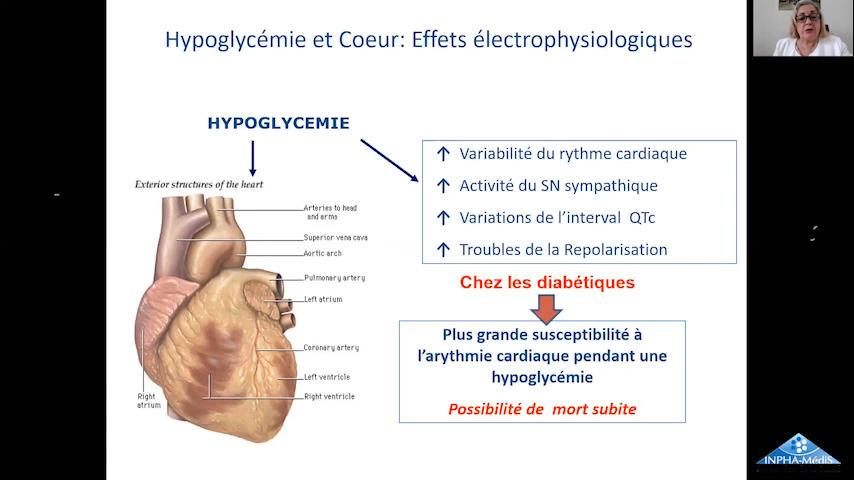 Hypoglycémie et Coeur: Effets électrophysiologiques
HYPOGLYCEMIE
↑ Variabilité du rythme cardiaque
↑ Activité du SN sympathique
↑ Variations de l'interval QTc
↑ Troubles de la Repolarisation
Exterior structures of the heart
Arteries to head
and arms
Superior vena cava
Aortic arch
Pulmonary artery
Left atrium
Coronary artery
Left ventricle
Right ventricle
Right
atrium
Chez les diabétiques
Plus grande susceptibilité à
l'arythmie cardiaque pendant une
hypoglycémie
Possibilité de mort subite
INPHA-MédiS